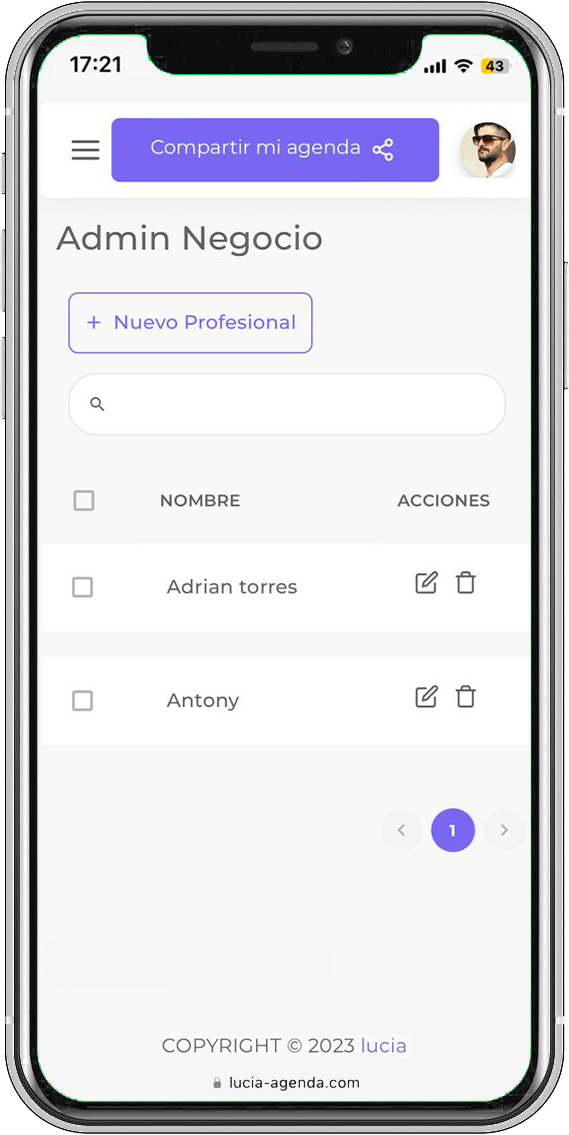 17:21
43
Compartir mi agenda
Admin Negocio
+ Nuevo Profesional
NOMBRE ACCIONES
Adrian torres
Antony
1
COPYRIGHT © 2023 lucia
lucia-agenda.com